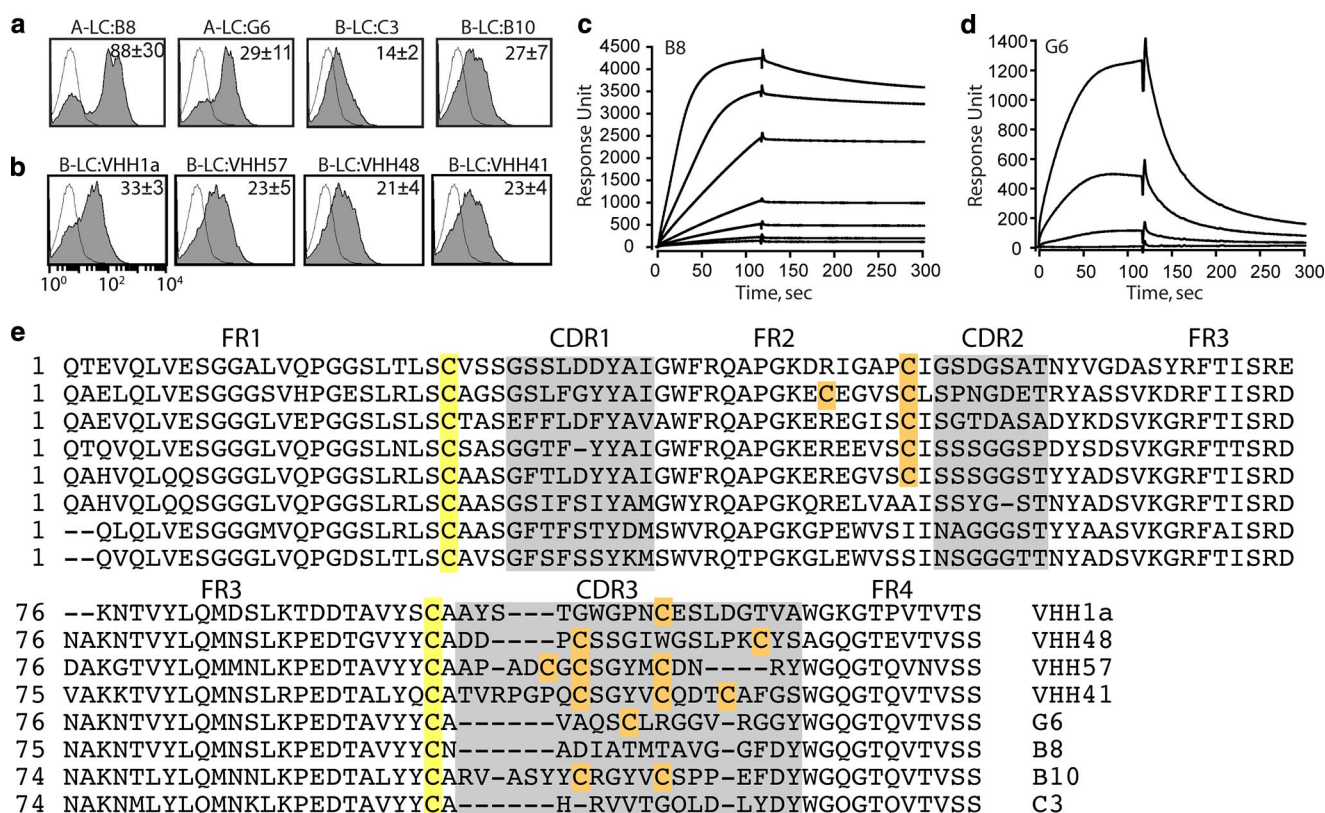 a
A-LC:B8
A-LC:G6
B-LC:C3
B-LC:B10
88±30
29±11
14±2
27±7
b
B-LC:VHH1a
B-LC:VHH57
B-LC:VHH48
B-LC:VHH41
33±3
23±5
21±4
23±4
10⁰ 10² 10⁴
c
B8
Response Unit
4500
4000
3500
3000
2500
2000
1500
1000
500
0
0 50 100 150 200 250 300
Time, sec
d
G6
Response Unit
1400
1200
1000
800
600
400
200
0
0 50 100 150 200 250 300
Time, sec
e
FR1 CDR1 FR2 CDR2 FR3
1 QTEVQLVESGGALVQPGGSLTLSCVSSGSSLDDYAIGWFRQAPGKDRIGAPCIGSDGSATNYVGDASYRFTISRE
1 QAELQLVESGGGSVHPGESLRLSCAGSGSLFGYYAIGWFRQAPGKECEGVSCLSPNGDETRYASSVKDRFIISRD
1 QAEVQLVESGGGLVEPGGSLSLSCTASEFFLDFYAVAWFRQAPGKEREGISCISGTDASADYKDSVKGRFTISRD
1 QTQVQLVESGGGLVQPGGSLNLSCSASGGTF-YYAIGWFRQAPGKEREEVSCISSSGGSPDYSDSVKGRFTTSRD
1 QAHVQLQQSGGGLVQPGGSLRLSCAASGFTLDYYAIGWFRQAPGKEREGVSCISSSGGSTYYADSVKGRFTISRD
1 QAHVQLQQSGGGLVQPGGSLRLSCAASGSIFSIYAMGWYRQAPGKQRELVAAISSYG-STNYADSVKGRFTISRD
1 --QLQLVESGGGMVQPGGSLRLSCAASGFTFSTYDMSWVRQAPGKGPEWVSIINAGGGSTYYAASVKGRFAISRD
1 --QVQLVESGGGLVQPGDSLTLSCAVSGFSFSSYKMSWVRQTPGKGLEWVSSINSGGGTTNYADSVKGRFTISRD
FR3 CDR3 FR4
76 --KNTVYLQMDSLKTDDTAVYSCAAYS---TGWGPNCESLDGTVAWGKGTPVTVTS VHH1a
76 NAKNTVYLQMNSLKPEDTAVYYCADD----PCSSGIWGSLPKCYSAGQGTEVTVSS VHH48
76 DAKGTVYLQMMNLKPEDTAVYYCAAP-ADCGCSGYMCDN----RYWGQGTQVNVSS VHH57
75 VAKKTVYLQMNSLRPEDTALYQCATVRPGPQCSGYVCQDTCAFGSWGQGTQVTVSS VHH41
76 NAKNTVYLQMNSLKPEDTAVYYCA------VAQSCLRGGV-RGGYWGQGTQVTVSS G6
75 NAKNTVYLQMNSLKPEDTAVYYCN------ADIATMTAVG-GFDYWGQGTQVTVSS B8
74 NAKNTLYLQMNNLKPEDTALYYCARV-ASYYCRGYVCSPP-EFDYWGQGTQVTVSS B10
74 NAKNMLYLQMNKLKPEDTAVYYCA------H-RVVTGQLD-LYDYWGQGTQVTVSS C3